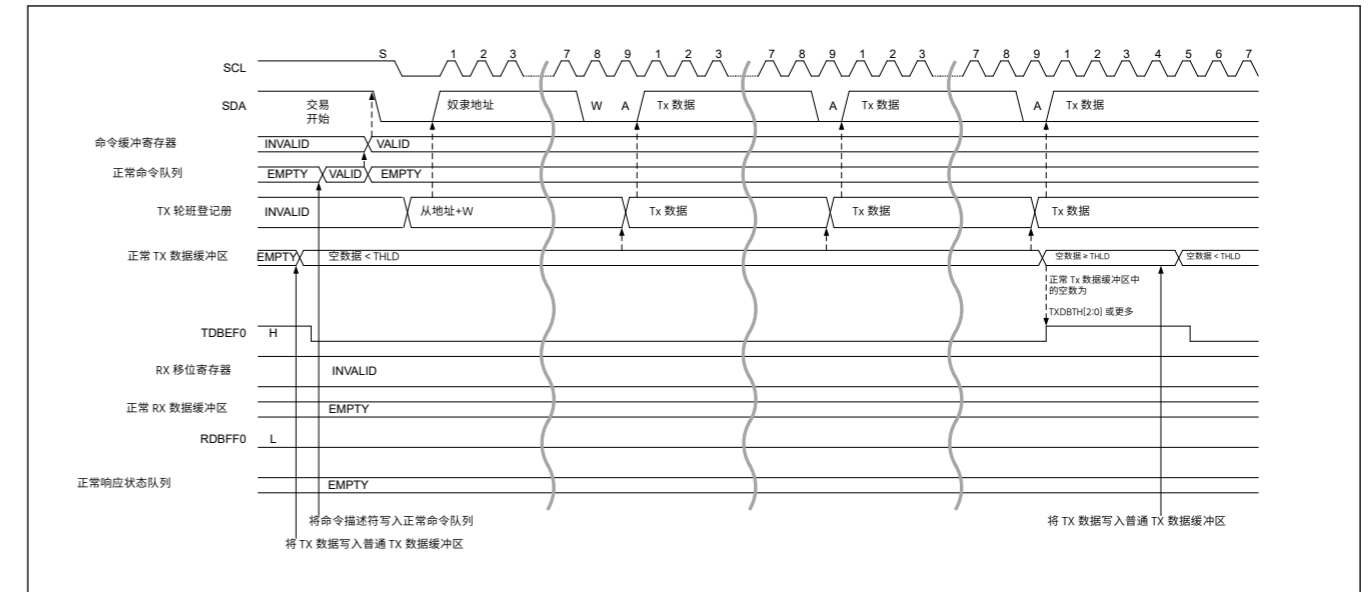 S 1 2 3 7 8 9 1 2 3 7 8 9 1 2 3 7 8 9 1 2 3 4 5 6 7
SCL
SDA 交易 奴隶地址 W A Tx 数据 A Tx 数据 A Tx 数据
开始
命令缓冲寄存器 INVALID VALID
正常命令队列 EMPTY VALID EMPTY
TX 轮班登记册 INVALID 从地址+W Tx 数据 Tx 数据 Tx 数据
正常 TX 数据缓冲区 EMPTY 空数据 < THLD 空数据 ≥ THLD 空数据 < THLD
正常 Tx 数据缓冲区中
的空数为
TXDBTH[2:0] 或更多
TDBEF0 H
RX 移位寄存器 INVALID
正常 RX 数据缓冲区 EMPTY
RDBFF0 L
正常响应状态队列 EMPTY
将命令描述符写入正常命令队列 将 TX 数据写入普通 TX 数据缓冲区
将 TX 数据写入普通 TX 数据缓冲区